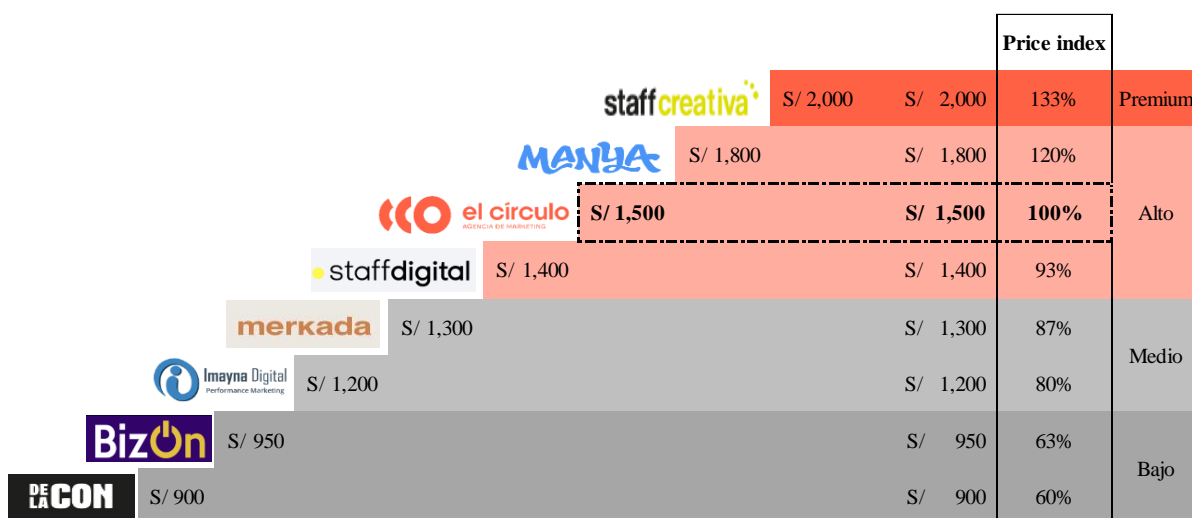 Price index
staffcreativa S/ 2,000 S/ 2,000 133% Premium
MANYA S/ 1,800 S/ 1,800 120%
el círculo S/ 1,500 S/ 1,500 100% Alto
AGENCIA DE MARKETING
staffdigital S/ 1,400 S/ 1,400 93%
merkada S/ 1,300 S/ 1,300 87%
Medio
Imayna Digital S/ 1,200 S/ 1,200 80%
Performance Marketing
BizOn S/ 950 S/ 950 63%
Bajo
DE LA CON S/ 900 S/ 900 60%